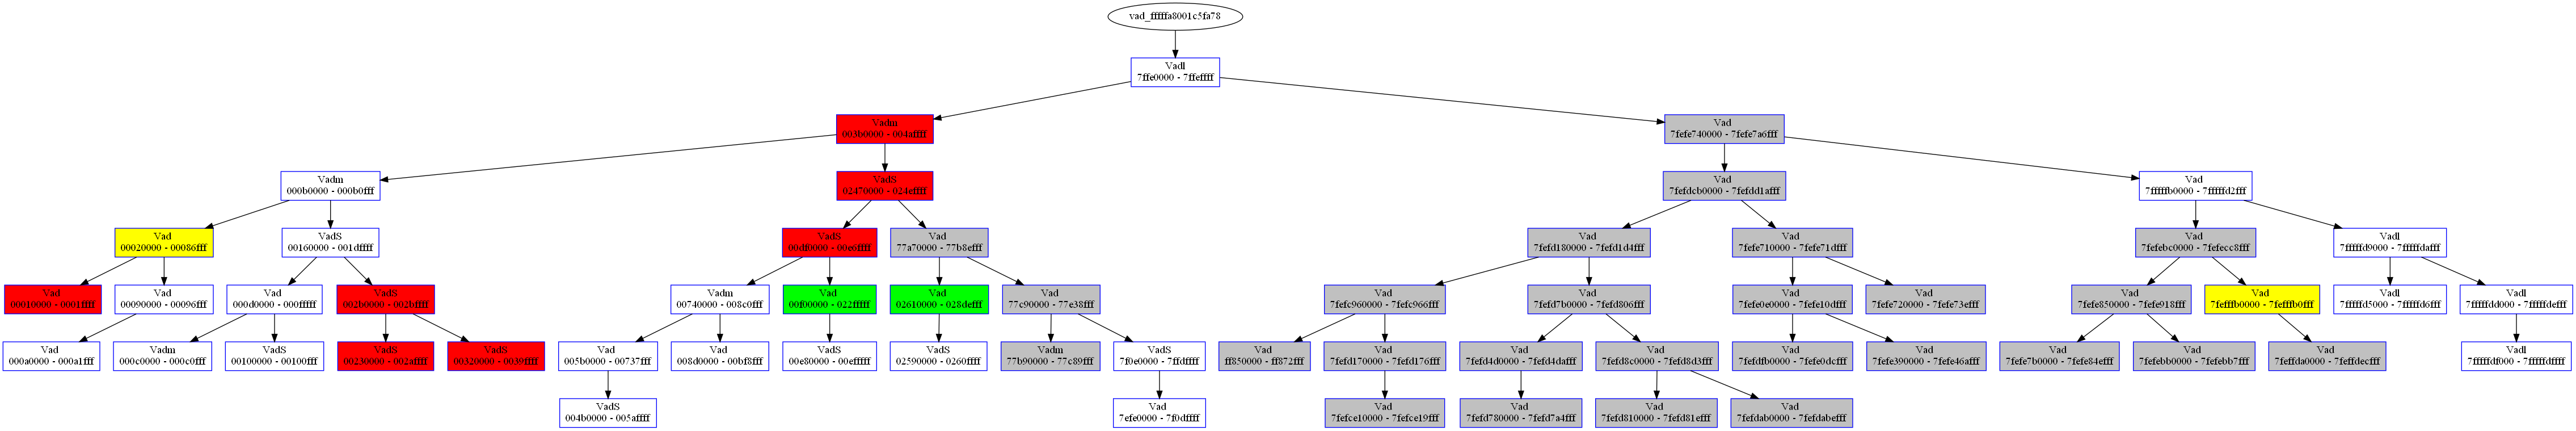 vad_fffffa8001c5fa78
Vadl
7ffe0000 - 7ffeffff
Vadm
003b0000 - 004affff
Vad
7fefe740000 - 7fefe7a6fff
Vadm
000b0000 - 000b0fff
VadS
02470000 - 024effff
Vad
7fefdcb0000 - 7fefdd1afff
Vad
7fffffb0000 - 7fffffd2fff
Vad
00020000 - 00086fff
VadS
00160000 - 001dffff
VadS
00df0000 - 00e6ffff
Vad
77a70000 - 77b8efff
Vad
7fefd180000 - 7fefd1d4fff
Vad
7fefe710000 - 7fefe71dfff
Vad
7fefebc0000 - 7fefecc8fff
Vadl
7fffffd9000 - 7fffffdafff
Vad
00010000 - 0001ffff
Vad
00090000 - 00096fff
Vad
000d0000 - 000fffff
VadS
002b0000 - 002bffff
Vadm
00740000 - 008c0fff
Vad
00f00000 - 022fffff
Vad
02610000 - 028defff
Vad
77c90000 - 77e38fff
Vad
7fefc960000 - 7fefc966fff
Vad
7fefd7b0000 - 7fefd806fff
Vad
7fefe0e0000 - 7fefe10dfff
Vad
7fefe720000 - 7fefe73efff
Vad
7fefe850000 - 7fefe918fff
Vad
7fefffb0000 - 7fefffb0fff
Vadl
7fffffd5000 - 7fffffd6fff
Vadl
7fffffdd000 - 7fffffdefff
Vad
000a0000 - 000a1fff
Vadm
000c0000 - 000c0fff
VadS
00100000 - 00100fff
VadS
00230000 - 002affff
VadS
00320000 - 0039ffff
Vad
005b0000 - 00737fff
Vad
008d0000 - 00bf8fff
VadS
00e80000 - 00efffff
VadS
02590000 - 0260ffff
Vadm
77b90000 - 77c89fff
VadS
7f0e0000 - 7ffdffff
Vad
ff850000 - ff872fff
Vad
7fefd170000 - 7fefd176fff
Vad
7fefd4d0000 - 7fefd4dafff
Vad
7fefd8c0000 - 7fefd8d3fff
Vad
7fefdfb0000 - 7fefe0dcfff
Vad
7fefe390000 - 7fefe46afff
Vad
7fefe7b0000 - 7fefe84efff
Vad
7fefebb0000 - 7fefebb7fff
Vad
7feffda0000 - 7feffdecfff
Vadl
7fffffdf000 - 7fffffdffff
VadS
004b0000 - 005affff
Vad
7efe0000 - 7f0dffff
Vad
7fefce10000 - 7fefce19fff
Vad
7fefd780000 - 7fefd7a4fff
Vad
7fefd810000 - 7fefd81efff
Vad
7fefdab0000 - 7fefdabefff